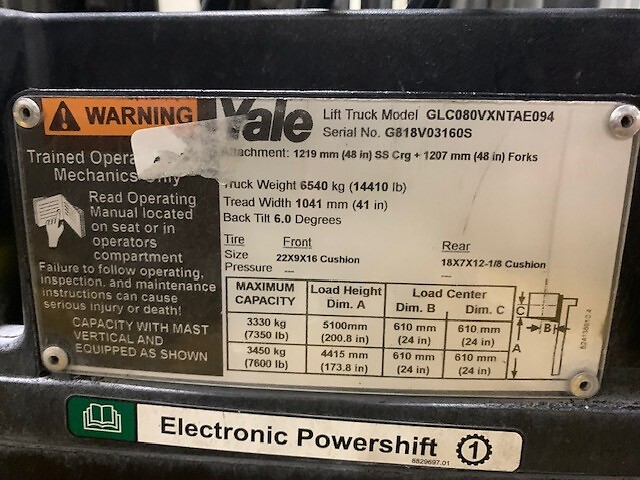 WARNING
Yale
Lift Truck Model GLC080VXNTAE094
Serial No. G818V03160S
Attachment: 1219 mm (48 in) SS Crg + 1207 mm (48 in) Forks
Truck Weight 6540 kg (14410 lb)
Tread Width 1041 mm (41 in)
Back Tilt 6.0 Degrees
Tire Front Rear
Size 22X9X16 Cushion 18X7X12-1/8 Cushion
Pressure --- ---
MAXIMUM CAPACITY Load Height Dim. A Load Center Dim. B Dim. C
3330 kg 5100mm 610 mm 610 mm
(7350 lb) (200.8 in) (24 in) (24 in)
3450 kg 4415 mm 610 mm 610 mm
(7600 lb) (173.8 in) (24 in) (24 in)
C
B
A
Trained
Mechanics Only
Read Operating
Manual located
on seat or in
operators
compartment
Failure to follow operating,
inspection, and maintenance
instructions can cause
serious injury or death!
CAPACITY WITH MAST
VERTICAL AND
EQUIPPED AS SHOWN
Electronic Powershift 1
8529697.01